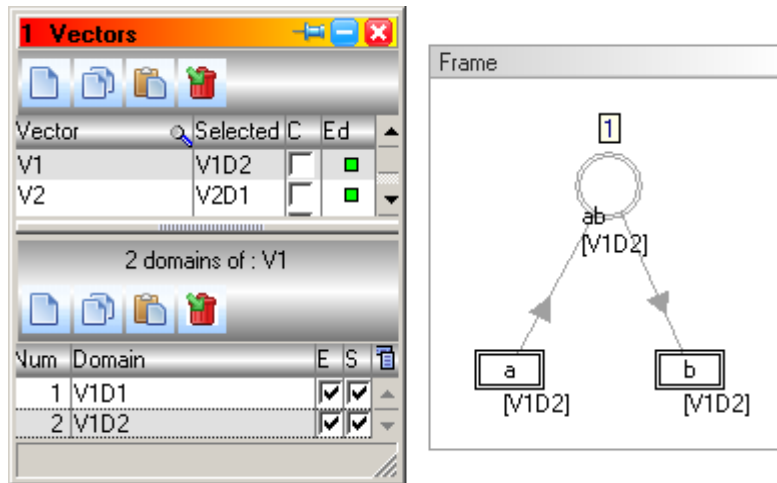 1 Vectors
Vector Selected C Ed
V1 V1D2
V2 V2D1
2 domains of : V1
Num Domain E S
1 V1D1
2 V1D2
Frame
1
ab
[V1D2]
a
[V1D2]
b
[V1D2]